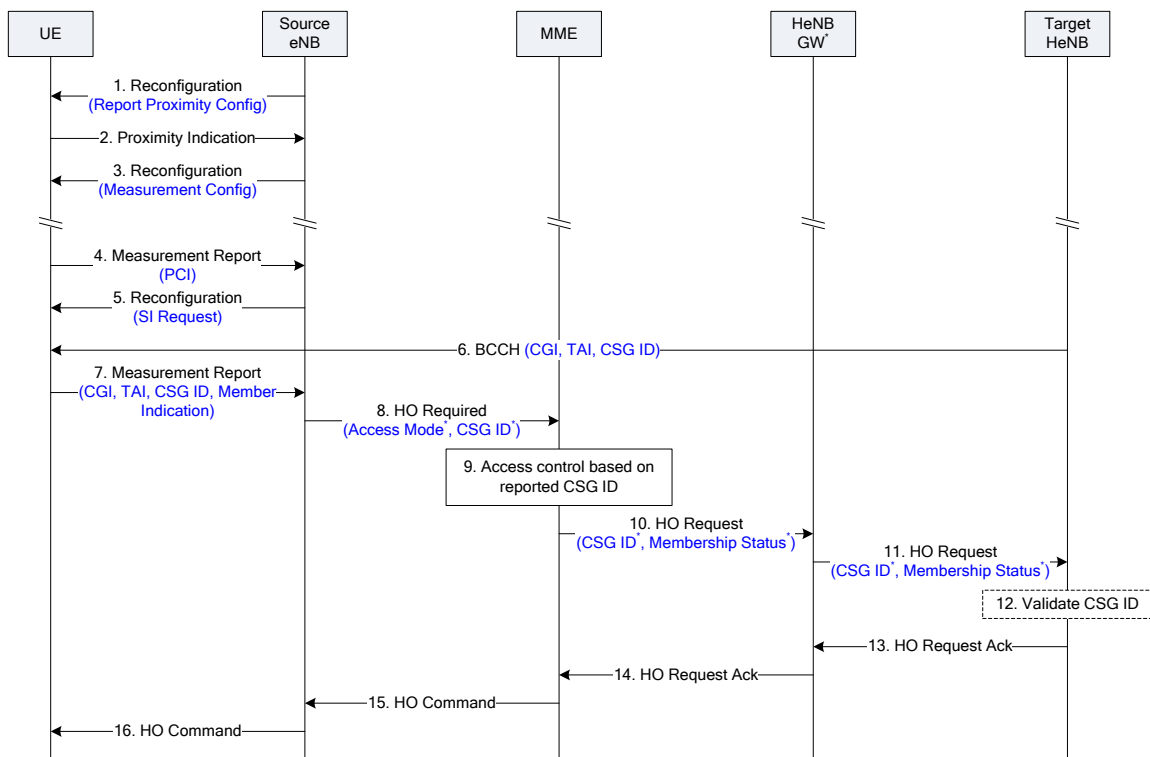 UE
Source
eNB
MME
HeNB
GW*
Target
HeNB
1. Reconfiguration
(Report Proximity Config)
2. Proximity Indication
3. Reconfiguration
(Measurement Config)
4. Measurement Report
(PCI)
5. Reconfiguration
(SI Request)
6. BCCH (CGI, TAI, CSG ID)
7. Measurement Report
(CGI, TAI, CSG ID, Member
Indication)
8. HO Required
(Access Mode*, CSG ID*)
9. Access control based on
reported CSG ID
10. HO Request
(CSG ID*, Membership Status*)
11. HO Request
(CSG ID*, Membership Status*)
12. Validate CSG ID
13. HO Request Ack
14. HO Request Ack
15. HO Command
16. HO Command